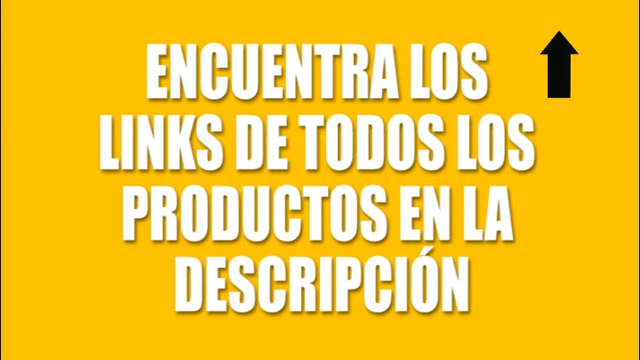 ENCUENTRA LOS
LINKS DE TODOS LOS
PRODUCTOS EN LA
DESCRIPCIÓN